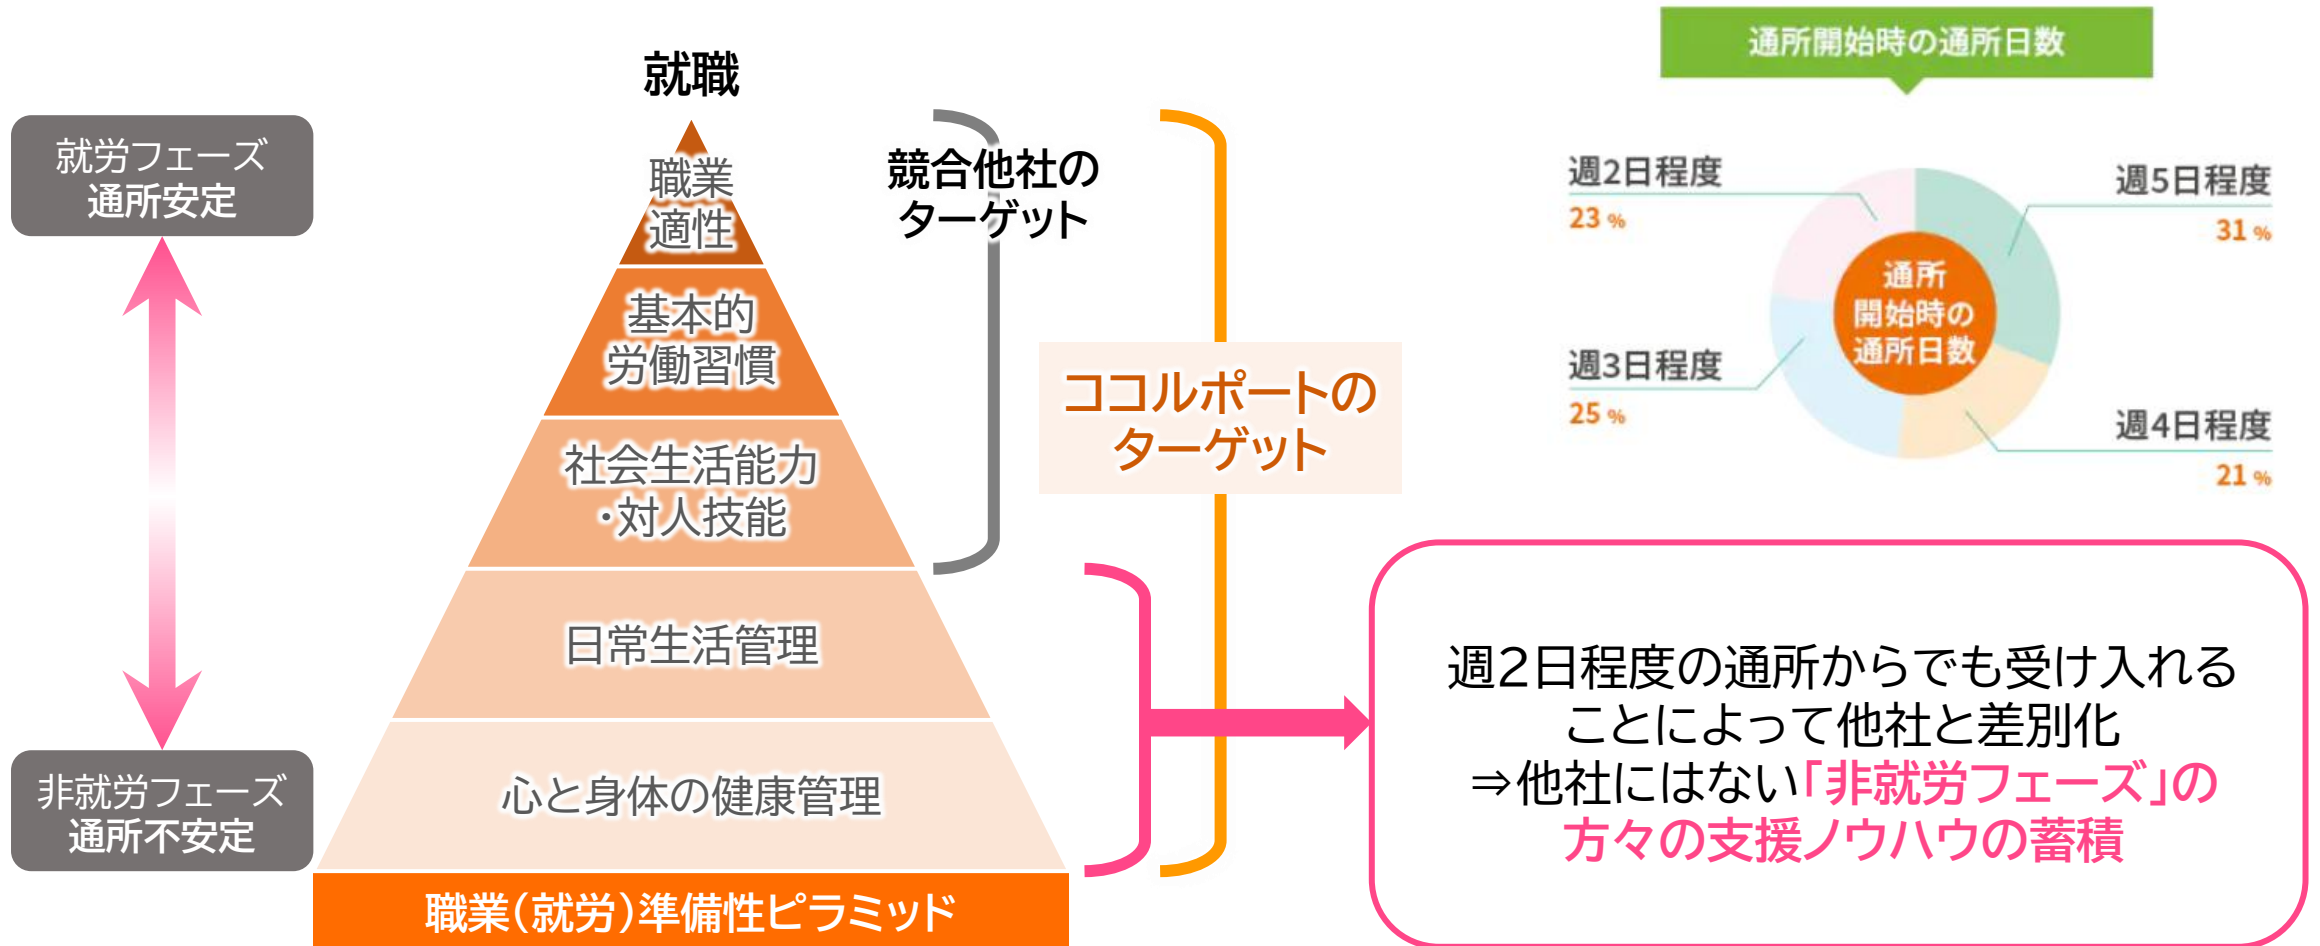 就労フェーズ
通所安定
非就労フェーズ
通所不安定
就職
職業
適性
基本的
労働習慣
社会生活能力
・対人技能
日常生活管理
心と身体の健康管理
職業(就労)準備性ピラミッド
競合他社の
ターゲット
ココルポートの
ターゲット
通所開始時の通所日数
週2日程度
23 %
週5日程度
31 %
週3日程度
25 %
週4日程度
21 %
通所
開始時の
通所日数
週2日程度の通所からでも受け入れる
ことによって他社と差別化
⇒他社にはない「非就労フェーズ」の
方々の支援ノウハウの蓄積